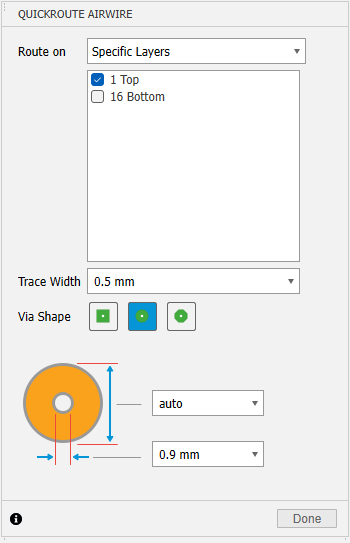 QUICKROUTE AIRWIRE
Route on Specific Layers
1 Top
16 Bottom
Trace Width 0.5 mm
Via Shape
auto
0.9 mm
Done